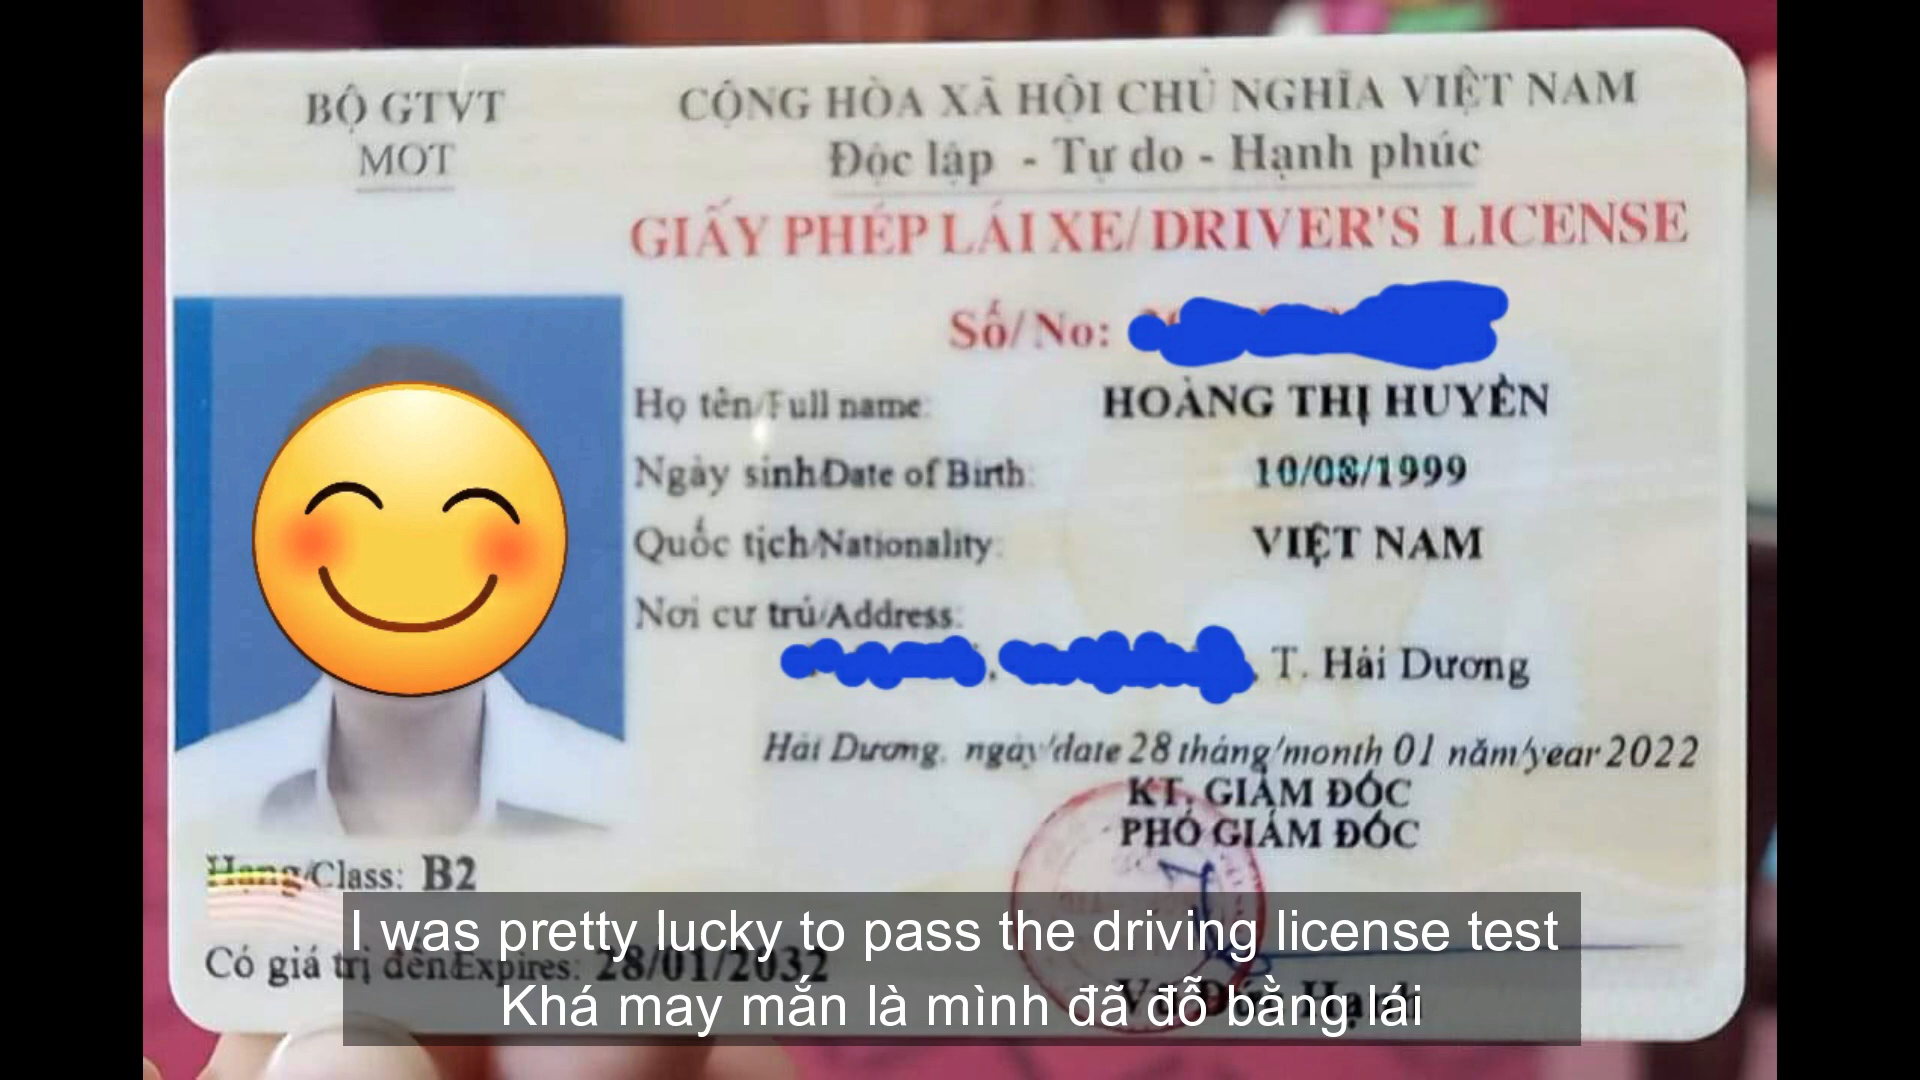 BỘ GTVT
MOT
CỘNG HÒA XÃ HỘI CHỦ NGHĨA VIỆT NAM
Độc lập - Tự do - Hạnh phúc
GIẤY PHÉP LÁI XE/ DRIVER'S LICENSE
Số/ No:
Họ tên/Full name: HOÀNG THỊ HUYỀN
Ngày sinh/Date of Birth: 10/08/1999
Quốc tịch/Nationality: VIỆT NAM
Nơi cư trú/Address:
, T. Hải Dương
Hải Dương, ngày/date 28 tháng/month 01 năm/year 2022
KT. GIÁM ĐỐC
PHÓ GIÁM ĐỐC
Hạng/Class: B2
Có giá trị đến/Expires: 28/01/2032
I was pretty lucky to pass the driving license test
Khá may mắn là mình đã đỗ bằng lái